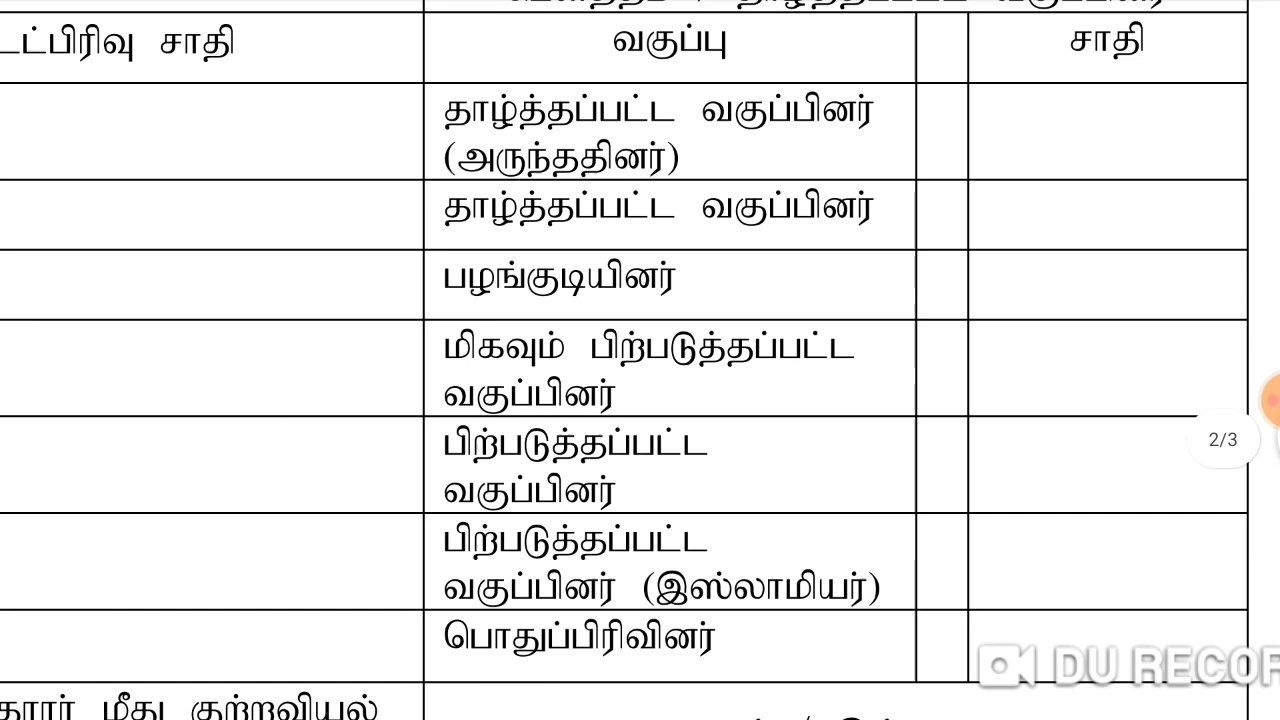 சாதி வகுப்பு சாதி
தாழ்த்தப்பட்ட வகுப்பினர்
(அருந்ததினர்)
தாழ்த்தப்பட்ட வகுப்பினர்
பழங்குடியினர்
மிகவும் பிற்படுத்தப்பட்ட
வகுப்பினர்
பிற்படுத்தப்பட்ட
வகுப்பினர்
2/3
பிற்படுத்தப்பட்ட
வகுப்பினர் (இஸ்லாமியர்)
பொதுப்பிரிவினர்
DU RECOR
மீது குற்றவியல்